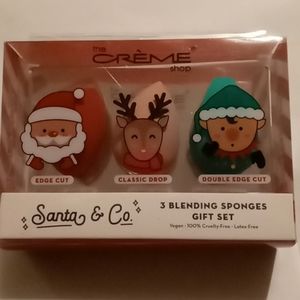 the
CRÈME
shop
EDGE CUT
CLASSIC DROP
DOUBLE EDGE CUT
Santa & Co.
3 BLENDING SPONGES
GIFT SET
Vegan • 100% Cruelty-Free • Latex-Free